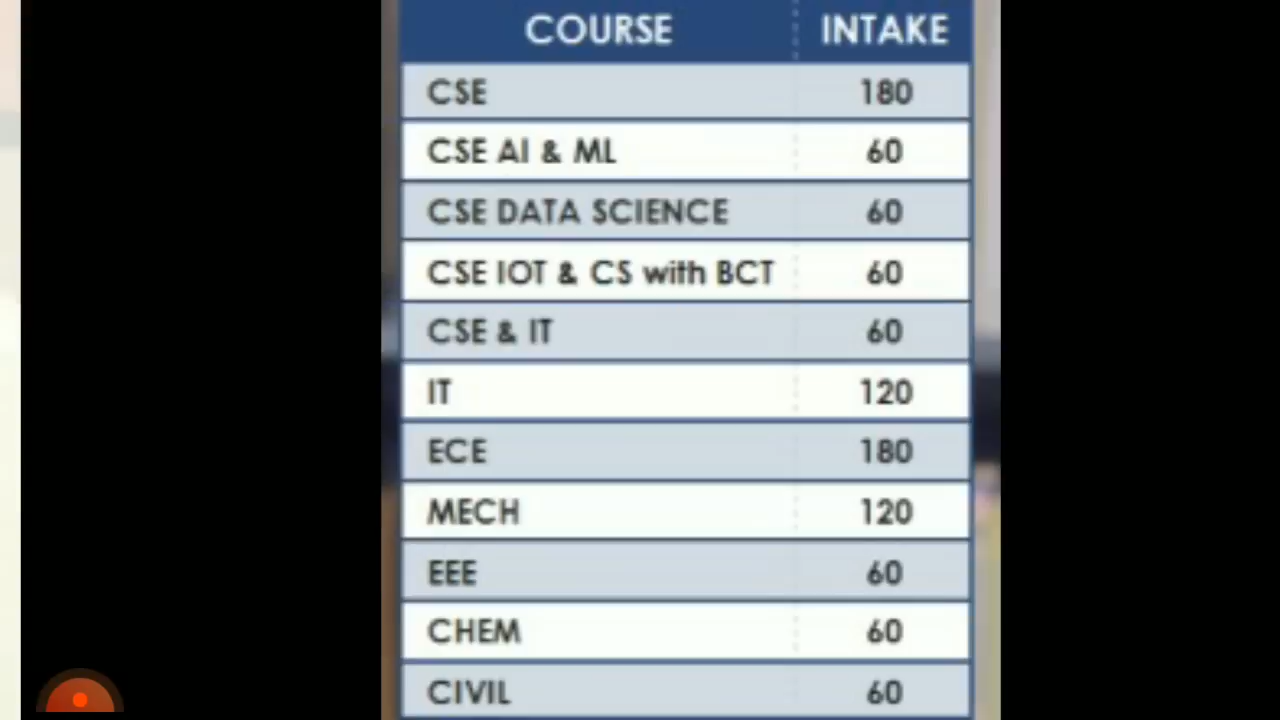 COURSE INTAKE
CSE 180
CSE AI & ML 60
CSE DATA SCIENCE 60
CSE IOT & CS with BCT 60
CSE & IT 60
IT 120
ECE 180
MECH 120
EEE 60
CHEM 60
CIVIL 60